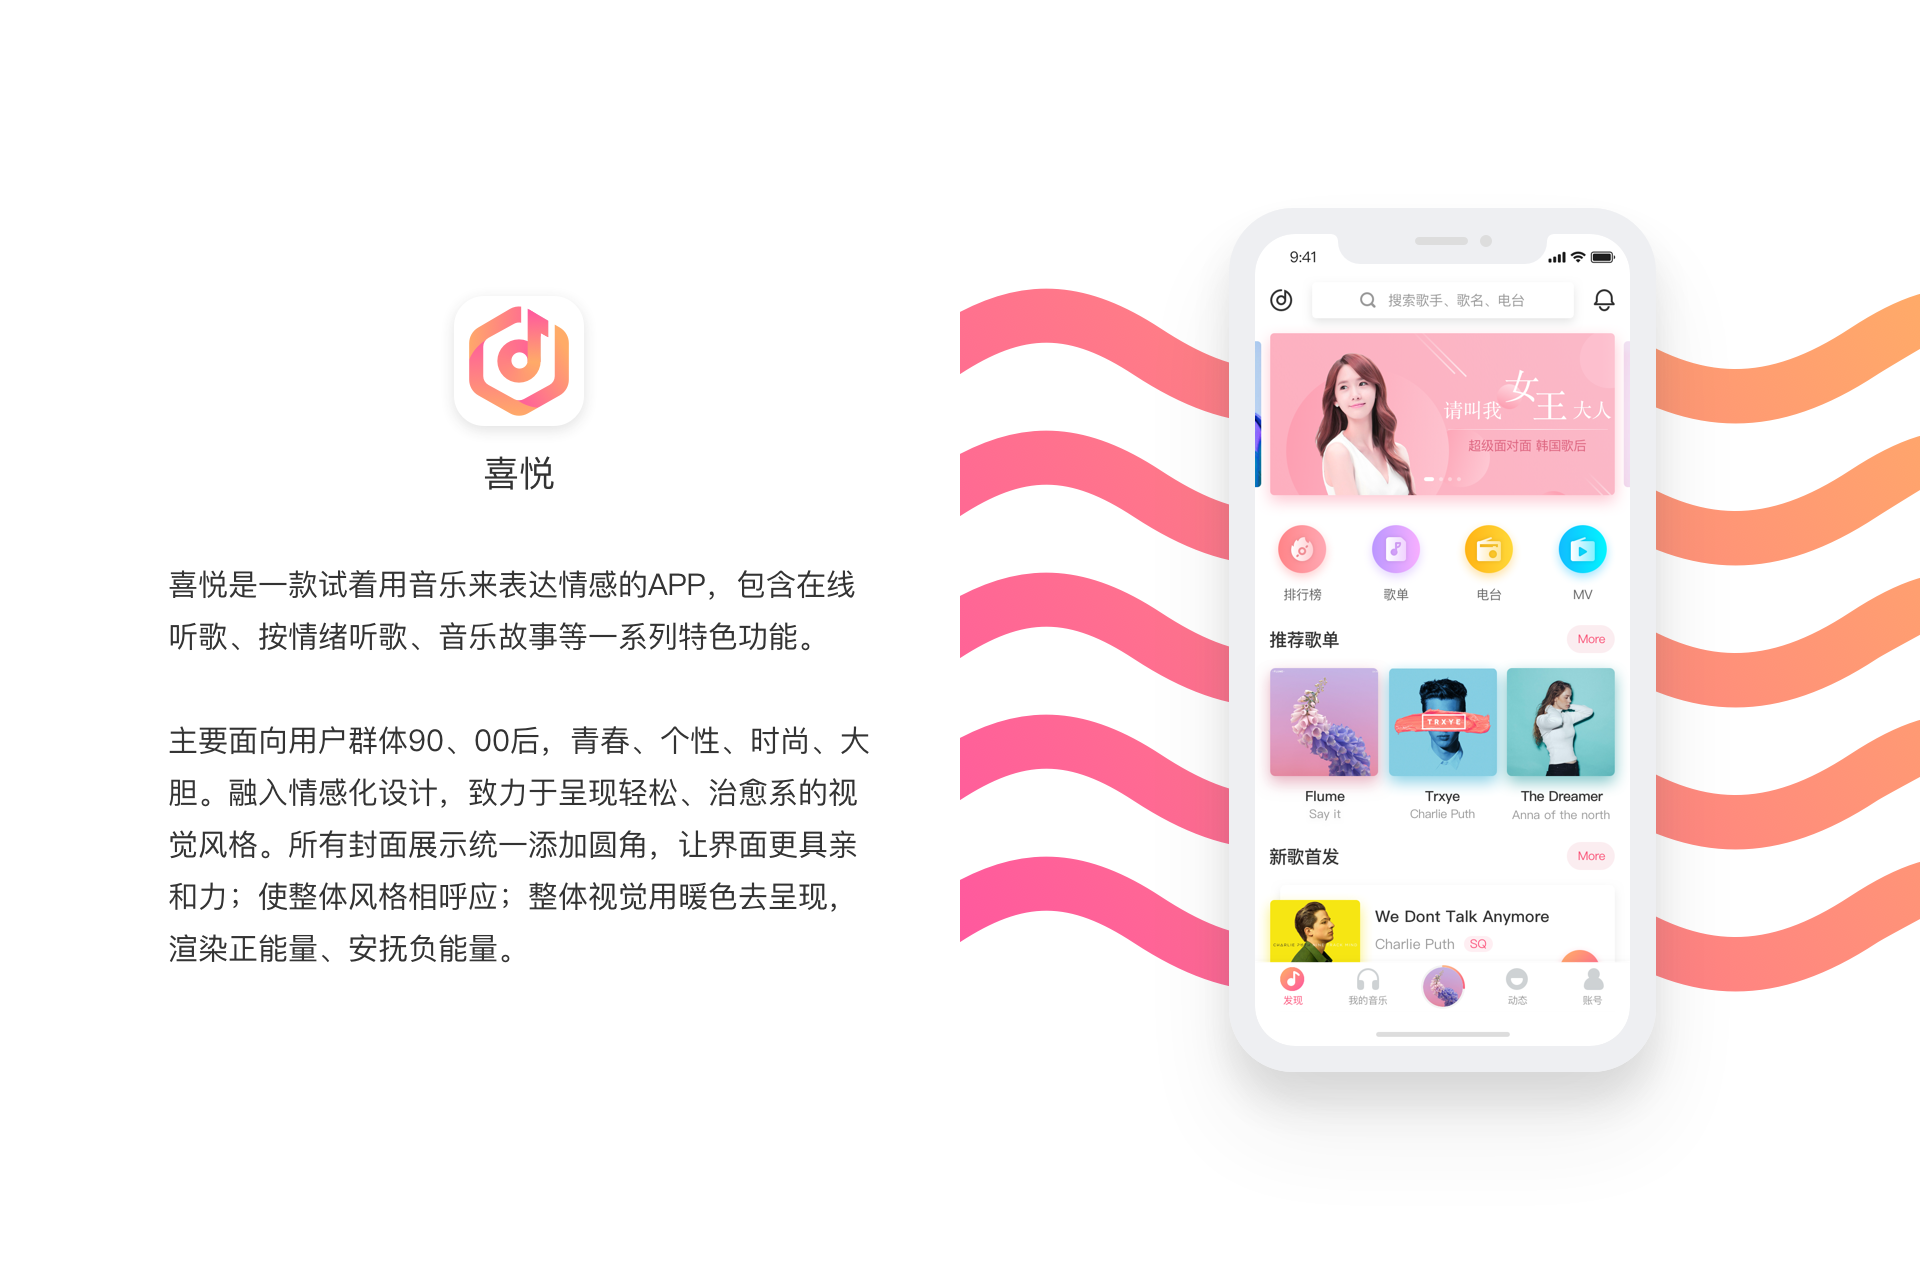 喜悦
喜悦是一款试着用音乐来表达情感的APP，包含在线
听歌、按情绪听歌、音乐故事等一系列特色功能。
主要面向用户群体90、00后，青春、个性、时尚、大
胆。融入情感化设计，致力于呈现轻松、治愈系的视
觉风格。所有封面展示统一添加圆角，让界面更具亲
和力；使整体风格相呼应；整体视觉用暖色去呈现，
渲染正能量、安抚负能量。
9:41
搜索歌手、歌名、电台
请叫我女王大人
超级面对面 韩国歌后
排行榜 歌单 电台 MV
推荐歌单 More
TRXYE
Flume Trxye The Dreamer
Say it Charlie Puth Anna of the north
新歌首发 More
We Dont Talk Anymore
Charlie Puth SQ
发现 我的音乐 动态 账号